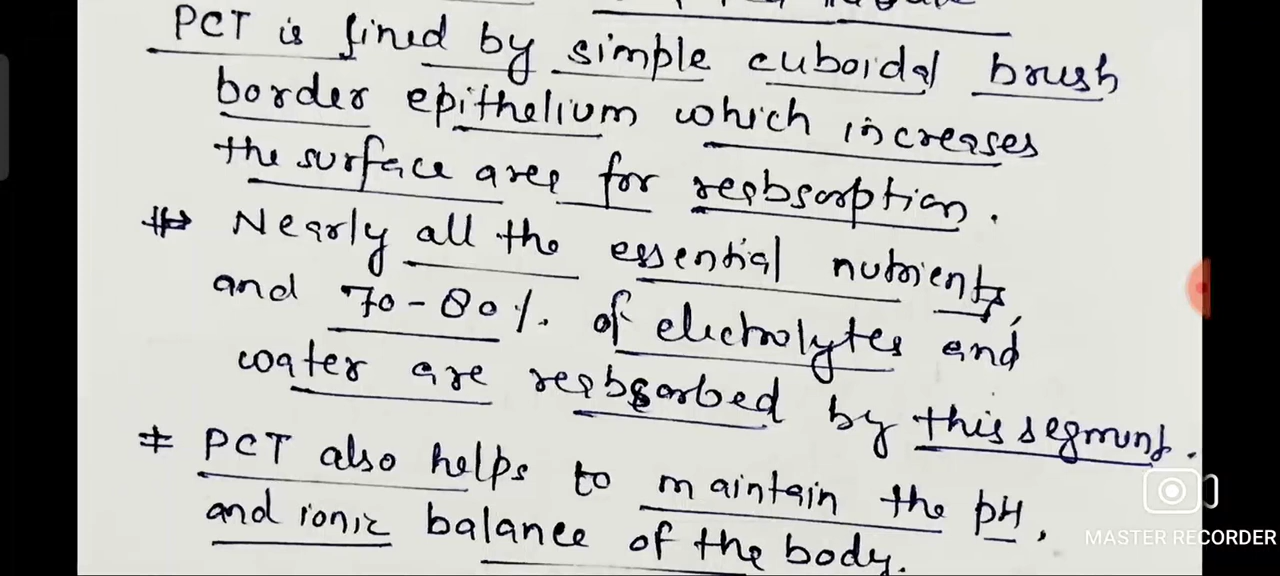 PCT is lined by simple cuboidal brush
border epithelium which increases
the surface area for reabsorption.
Nearly all the essential nutrients,
and 70-80%. of electrolytes and
water are reabsorbed by this segment.
PCT also helps to maintain the pH,
and ionic balance of the body.
MASTER RECORDER